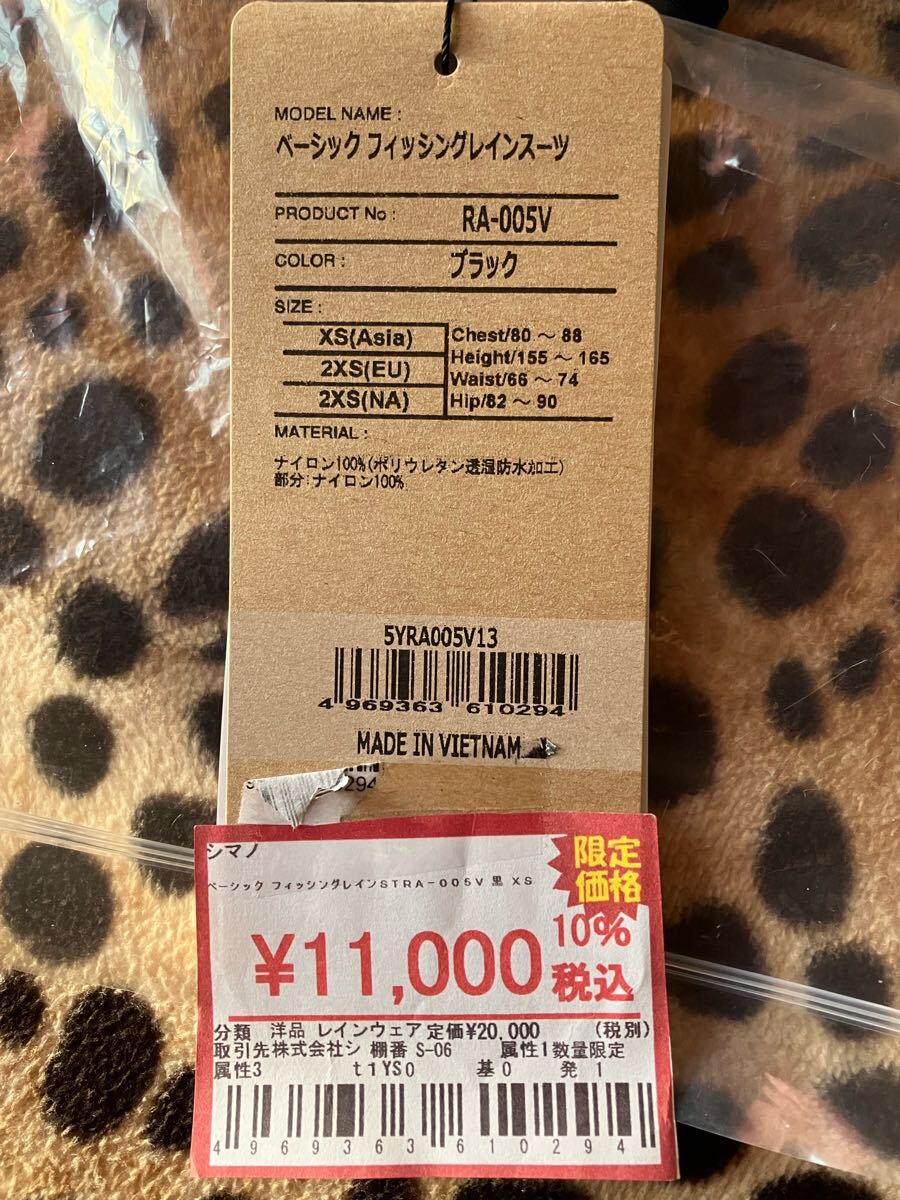 MODEL NAME :
ベーシック フィッシングレインスーツ
PRODUCT No : RA-005V
COLOR : ブラック
SIZE :
XS(Asia) Chest/80 ～ 88
2XS(EU) Height/155 ～ 165
2XS(NA) Waist/66 ～ 74
Hip/82 ～ 90
MATERIAL :
ナイロン100%(ポリウレタン透湿防水加工)
部分:ナイロン100%
5YRA005V13
4 969363 610294
MADE IN VIETNAM
294
シマノ
限定
価格
ベーシック フィッシングレインSTRA-005V 黒 XS
¥11,000 10% 税込
分類 洋品 レインウェア 定価¥20,000 (税別)
取引先株式会社シ 棚番 S-06 属性1数量限定
属性3 t1YS0 基0 発 1
4969363610294